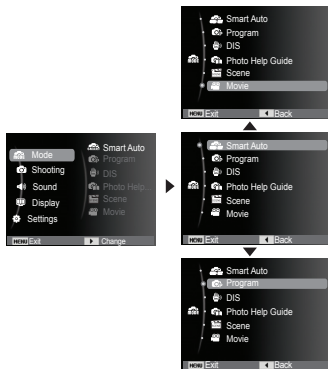 Smart Auto
Program
DIS
Photo Help Guide
Scene
Movie
MENU Exit Back
Mode
Shooting
Sound
Display
Settings
Smart Auto
Program
DIS
Photo Help...
Scene
Movie
MENU Exit Change
Smart Auto
Program
DIS
Photo Help Guide
Scene
Movie
MENU Exit Back
Smart Auto
Program
DIS
Photo Help Guide
Scene
Movie
MENU Exit Back